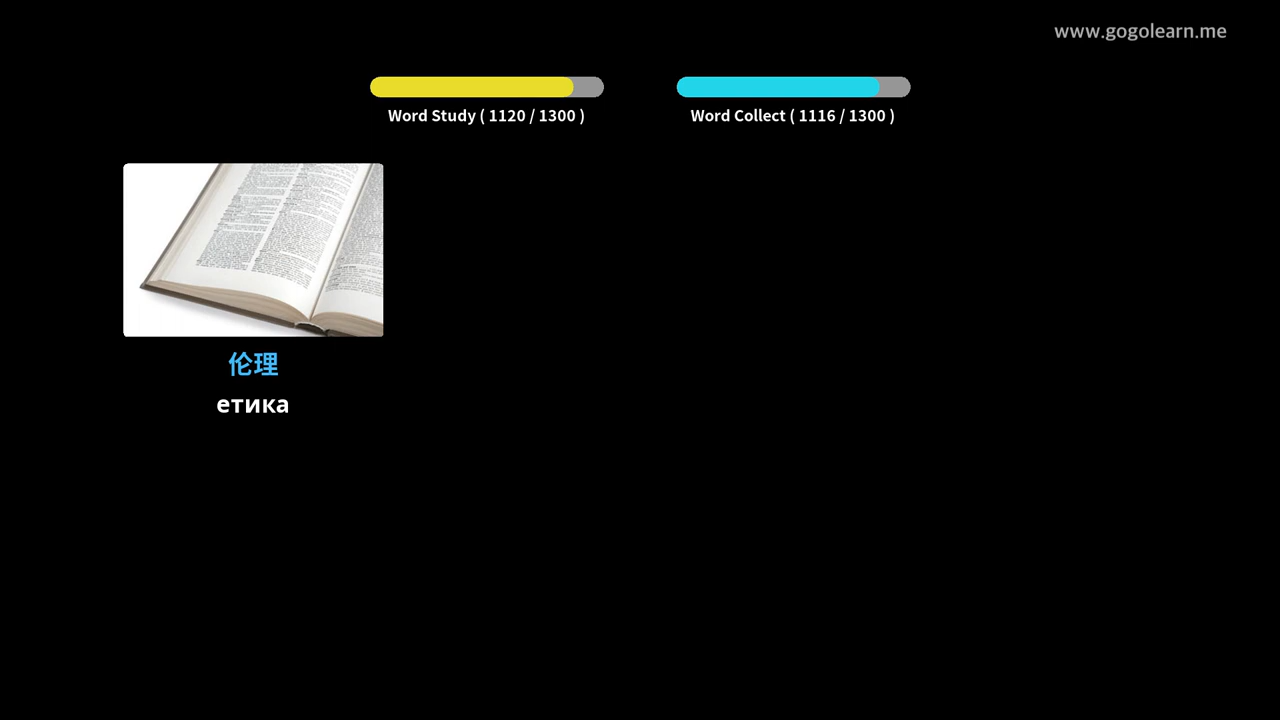 www.gogolearn.me
Word Study ( 1120 / 1300 )
Word Collect ( 1116 / 1300 )
伦理
етика